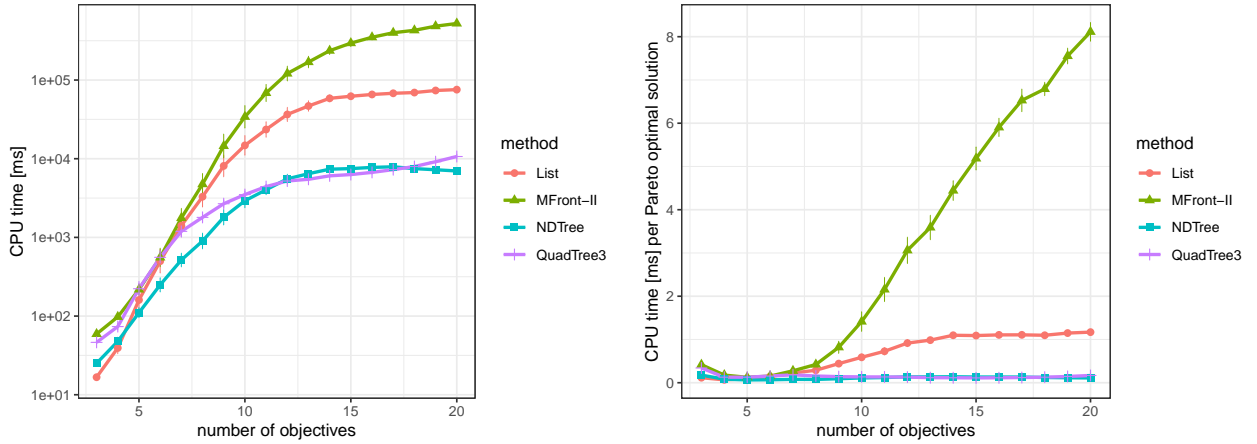 CPU time [ms]
1e+05
1e+04
1e+03
1e+02
1e+01
5
10
15
20
number of objectives
method
List
MFront-II
NDTree
QuadTree3
CPU time [ms] per Pareto optimal solution
8
6
4
2
0
5
10
15
20
number of objectives
method
List
MFront-II
NDTree
QuadTree3